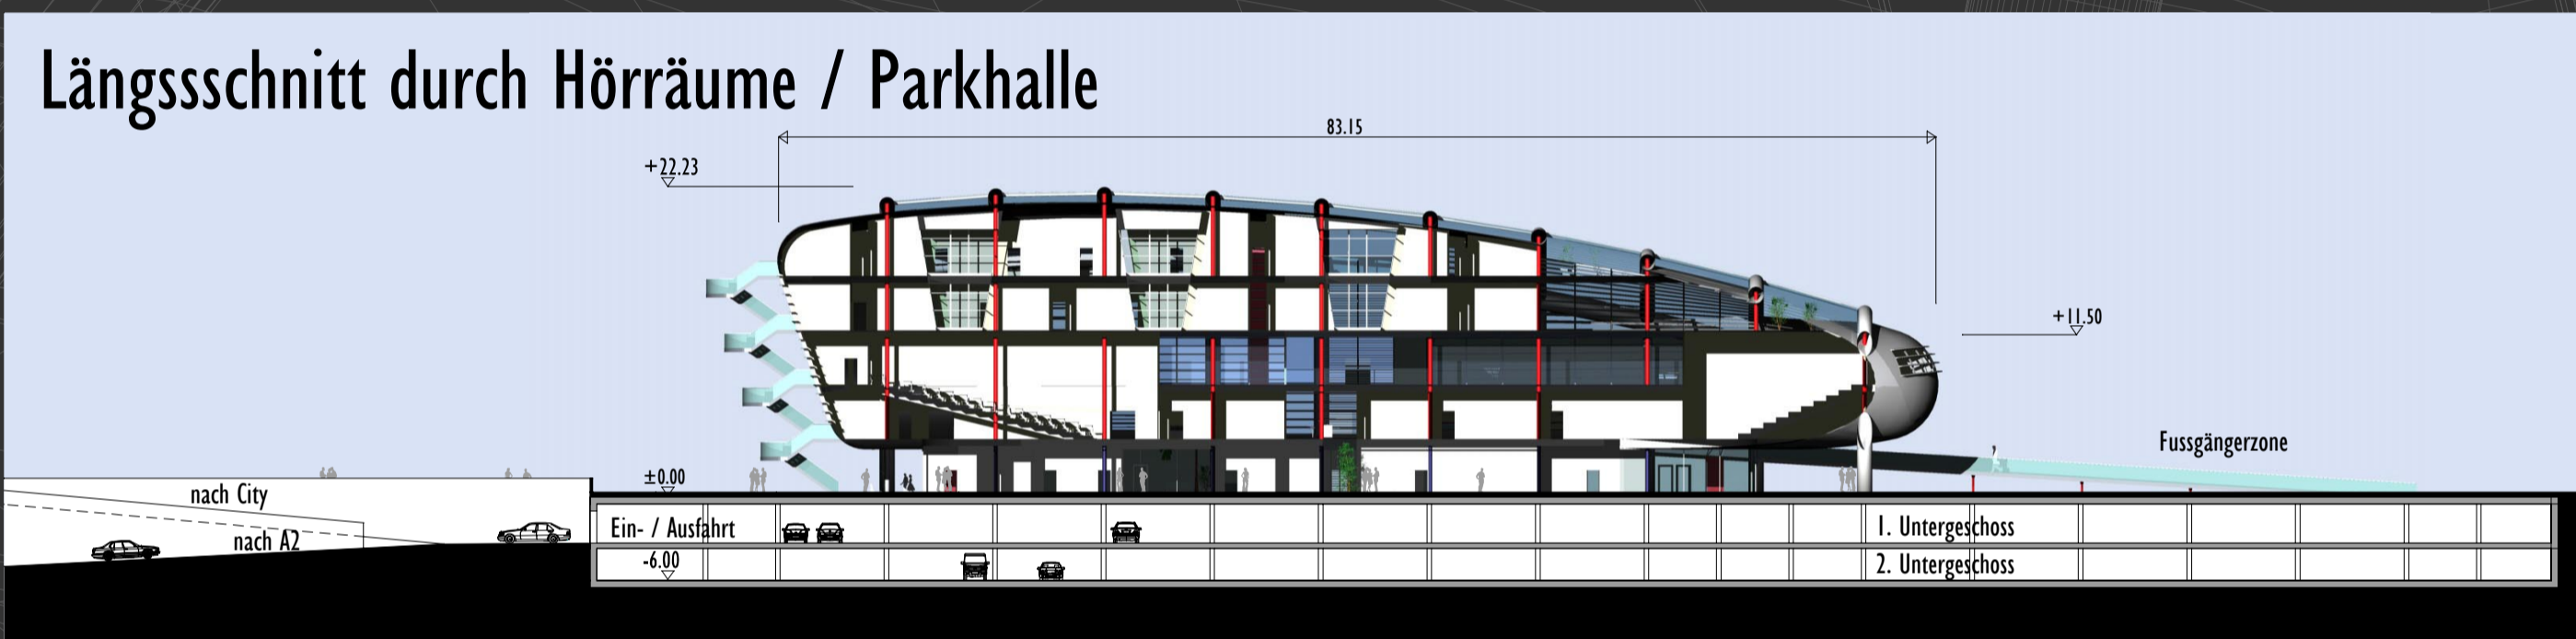 Längssschnitt durch Hörräume / Parkhalle
83.15
+22.23
+11.50
Fussgängerzone
±0.00
nach City
nach A2
Ein- / Ausfahrt
1. Untergeschoss
-6.00
2. Untergeschoss